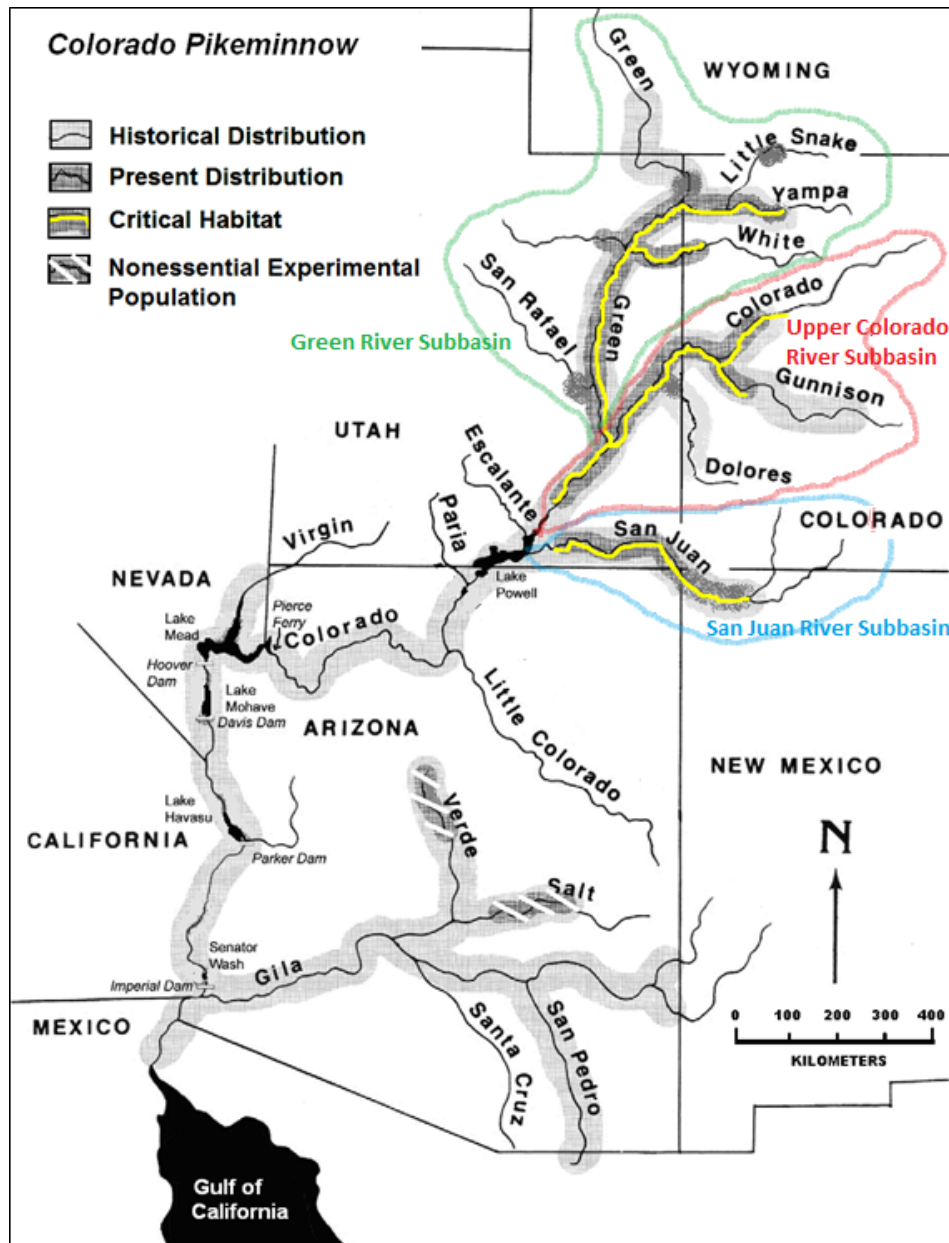 Colorado Pikeminnow
Historical Distribution
Present Distribution
Critical Habitat
Nonessential Experimental
Population
Green
WYOMING
Little Snake
Yampa
White
San Rafael
Green
Colorado
Green River Subbasin
Upper Colorado
River Subbasin
Gunnison
UTAH
Escalante
Dolores
Paria
Virgin
San Juan
COLORADO
NEVADA
Lake
Powell
Pierce
Ferry
Lake
Mead
Colorado
San Juan River Subbasin
Hoover
Dam
Lake
Mohave
Davis Dam
ARIZONA
Little Colorado
NEW MEXICO
Lake
Havasu
Verde
CALIFORNIA
Parker Dam
N
Salt
Senator
Wash
Gila
Imperial Dam
MEXICO
Santa Cruz
San Pedro
0 100 200 300 400
KILOMETERS
Gulf of
California